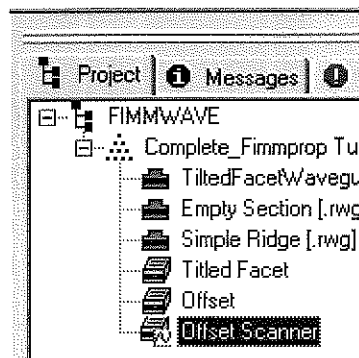 Project Messages
FIMMWAVE
Complete_Fimmprop Tu
TiltedFacetWavegu
Empty Section [.rwg
Simple Ridge [.rwg]
Titled Facet
Offset
Offset Scanner